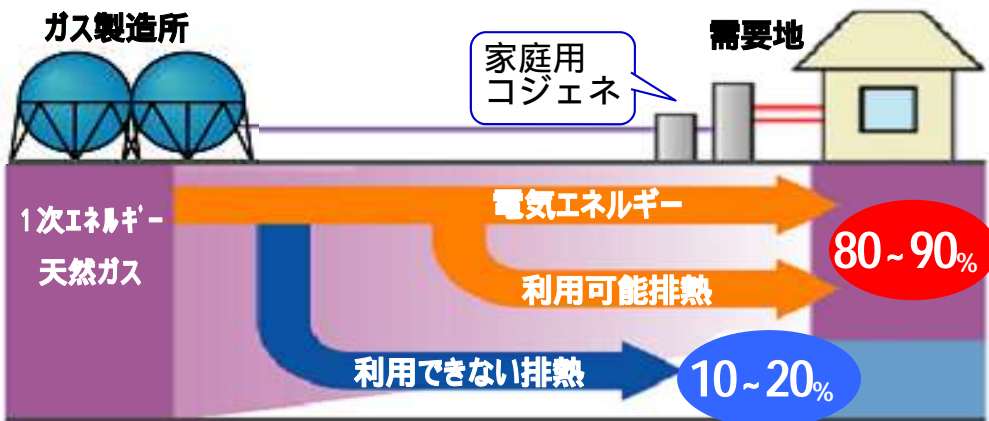 ガス製造所
需要地
家庭用
コジェネ
1次エネルギー
天然ガス
電気エネルギー
80~90%
利用可能排熱
利用できない排熱
10~20%